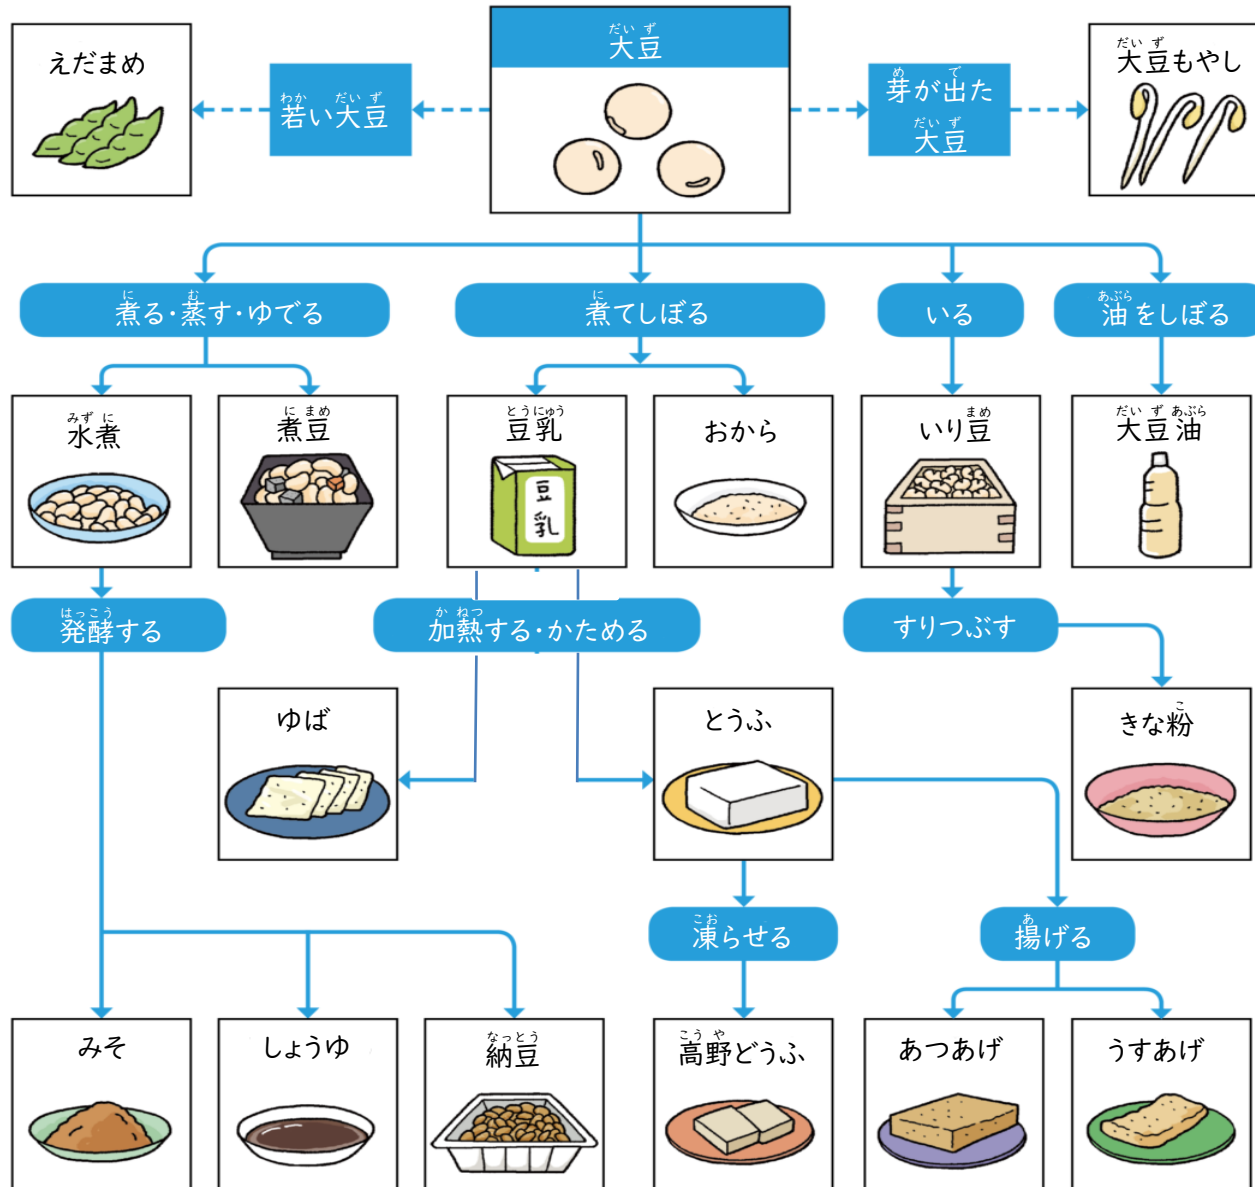 えだまめ
若い大豆
わか だい ず
大豆
だい ず
芽が出た
め で
大豆
だい ず
大豆もやし
だい ず
煮る・蒸す・ゆでる
に む
煮てしぼる
に
いる
油をしぼる
あぶら
水煮
みず に
煮豆
に まめ
豆乳
とうにゅう
豆乳
おから
いり豆
まめ
大豆油
だい ず あぶら
発酵する
はっこう
加熱する・かためる
か ねつ
すりつぶす
ゆば
とうふ
きな粉
こ
凍らせる
こお
揚げる
あ
みそ
しょうゆ
納豆
なっとう
高野どうふ
こう や
あつあげ
うすあげ